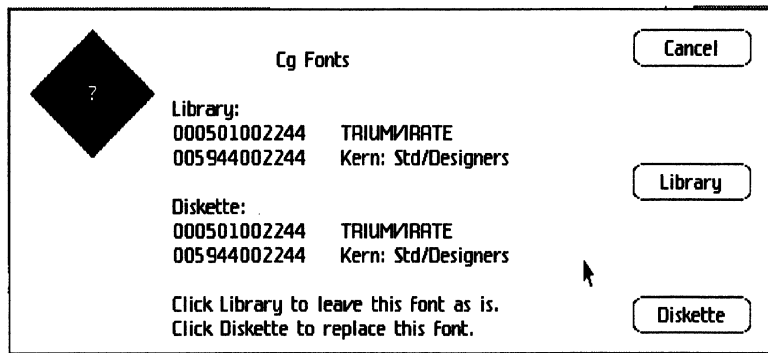 Cg Fonts
Cancel
?
Library:
000501002244 TRIUMVIRATE
005944002244 Kern: Std/Designers
Library
Diskette:
000501002244 TRIUMVIRATE
005944002244 Kern: Std/Designers
Click Library to leave this font as is.
Click Diskette to replace this font.
Diskette